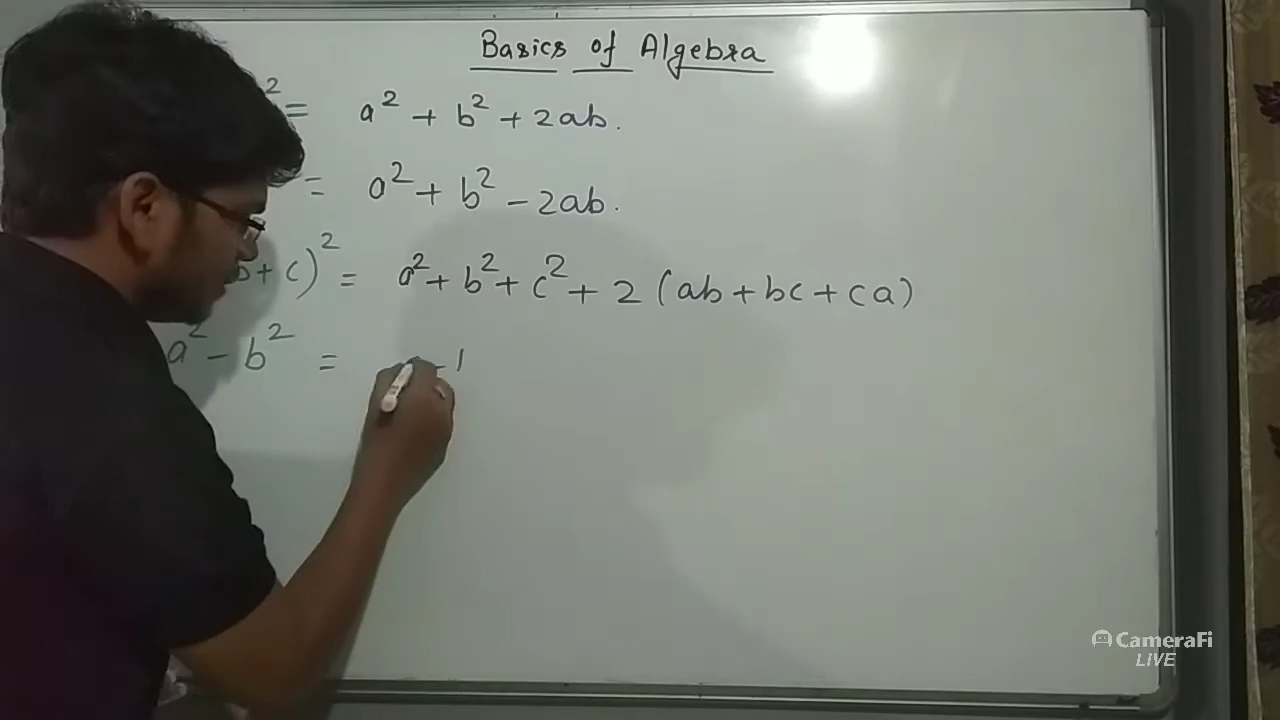 Basics of Algebra
² = a² + b² + 2ab.
= a² + b² - 2ab.
b + c)² = a² + b² + c² + 2 (ab + bc + ca)
a² - b² =
CameraFi
LIVE